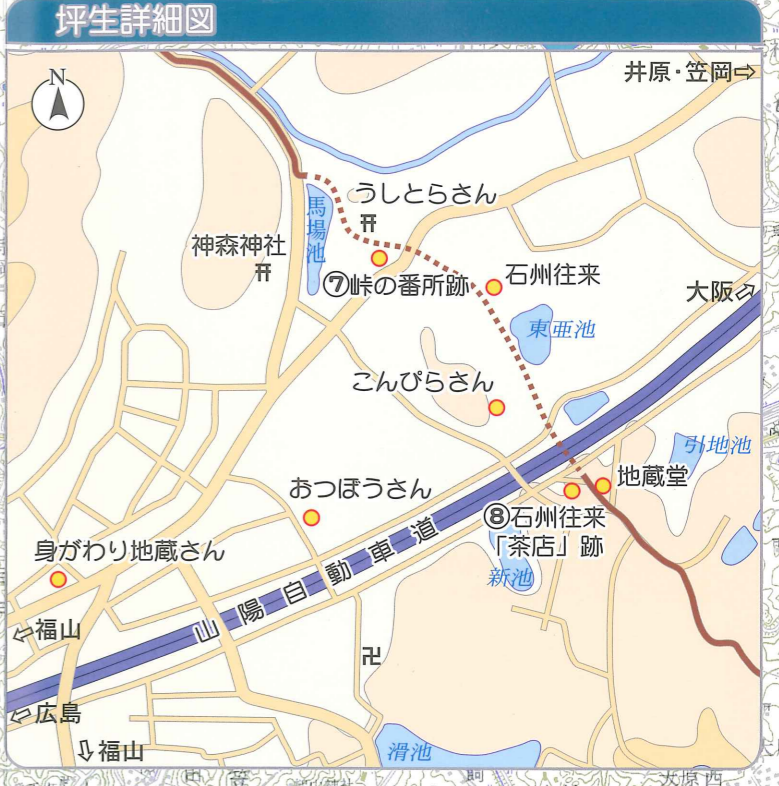 坪生詳細図
N
井原・笠岡⇨
うしとらさん
馬場池
神森神社
⑦峠の番所跡
石州往来
大阪
東亜池
こんぴらさん
引地池
地蔵堂
おつぼうさん
⑧石州往来
「茶店」跡
身がわり地蔵さん
新池
山陽自動車道
⇦福山
⇦広島
⇩福山
滑池